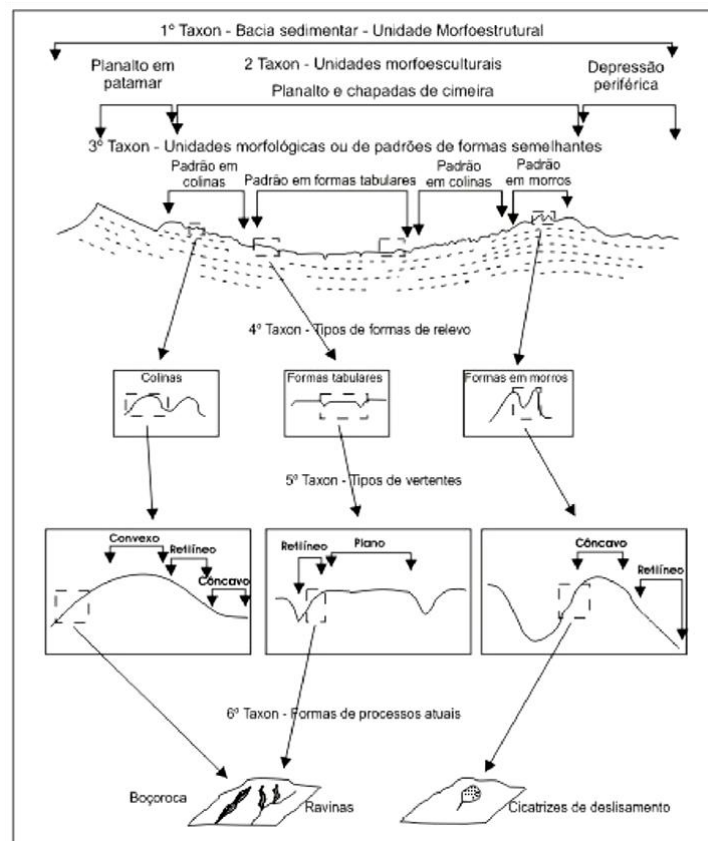 1º Taxon - Bacia sedimentar - Unidade Morfoestrutural
Planalto em
patamar
2 Taxon - Unidades morfoesculturais
Depressão
periférica
Planalto e chapadas de cimeira
3º Taxon - Unidades morfológicas ou de padrões de formas semelhantes
Padrão em
colinas
Padrão em formas tabulares
Padrão
em colinas
Padrão
em morros
4º Taxon - Tipos de formas de relevo
Colinas
Formas tabulares
Formas em morros
5º Taxon - Tipos de vertentes
Convexo
Retilíneo
Côncavo
Retilíneo
Plano
Côncavo
Retilíneo
6º Taxon - Formas de processos atuais
Boçoroca
Ravinas
Cicatrizes de deslisamento